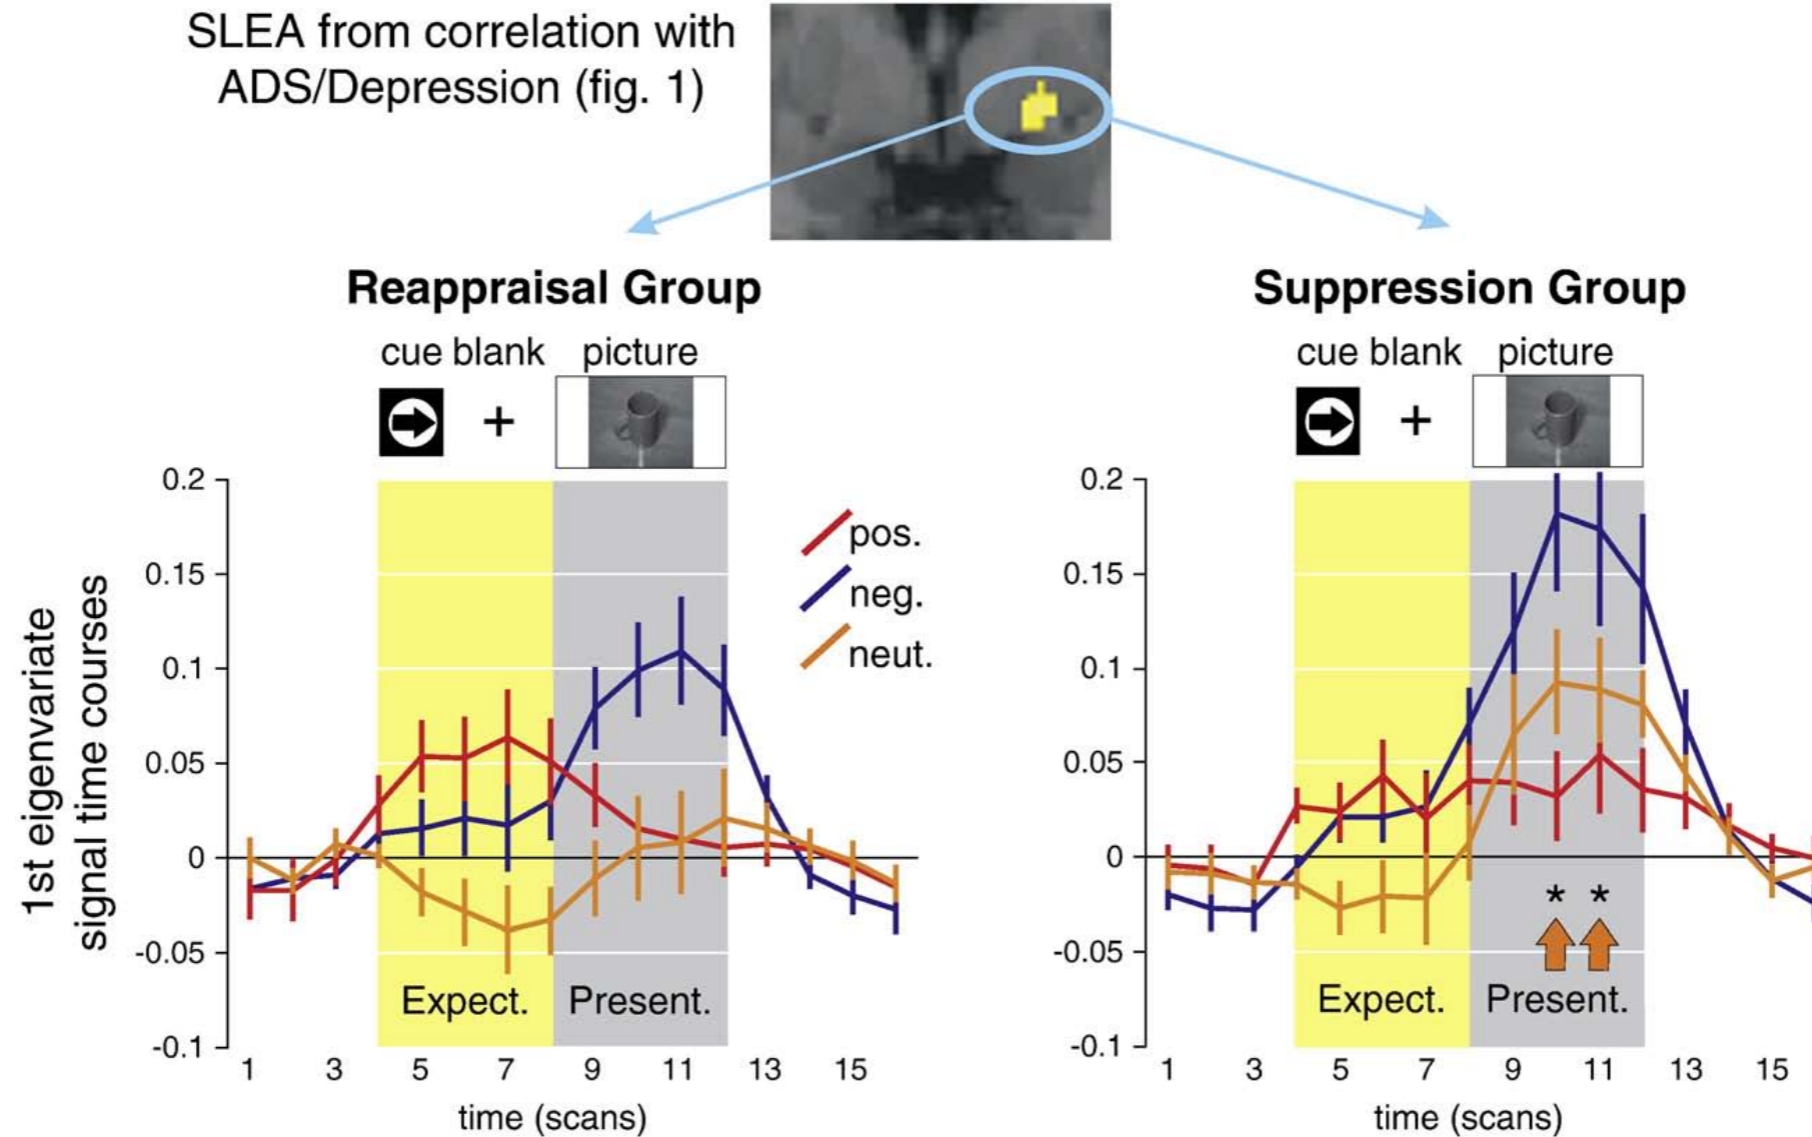 SLEA from correlation with
ADS/Depression (fig. 1)
Reappraisal Group
cue blank picture
+
0.2
0.15
0.1
0.05
0
-0.05
-0.1
1st eigenvariate
signal time courses
Expect. Present.
1 3 5 7 9 11 13 15
time (scans)
pos.
neg.
neut.
Suppression Group
cue blank picture
+
0.2
0.15
0.1
0.05
0
-0.05
-0.1
* *
Expect. Present.
1 3 5 7 9 11 13 15
time (scans)